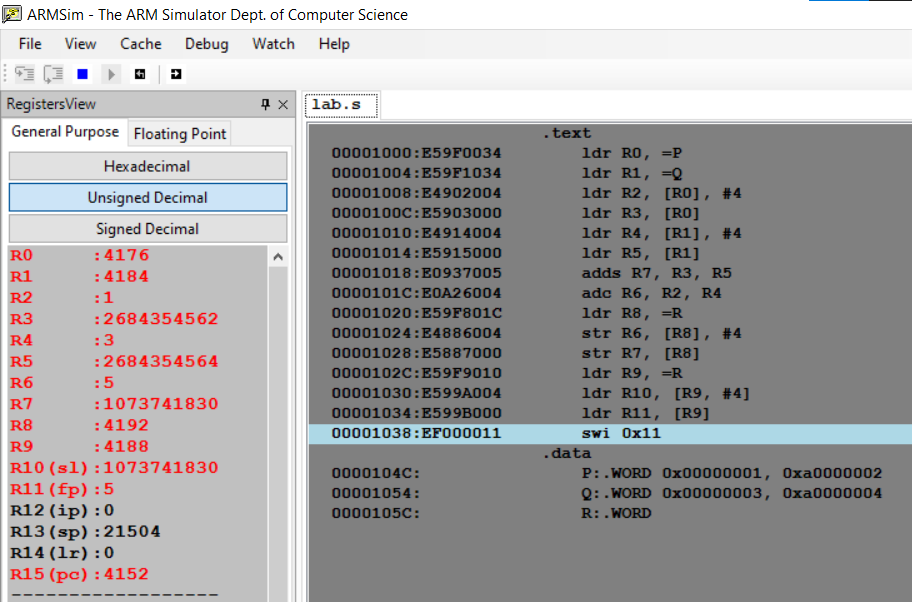 ARMSim - The ARM Simulator Dept. of Computer Science
File View Cache Debug Watch Help
RegistersView
General Purpose Floating Point
Hexadecimal
Unsigned Decimal
Signed Decimal
R0 :4176
R1 :4184
R2 :1
R3 :2684354562
R4 :3
R5 :2684354564
R6 :5
R7 :1073741830
R8 :4192
R9 :4188
R10(sl):1073741830
R11(fp):5
R12(ip):0
R13(sp):21504
R14(lr):0
R15(pc):4152
-------------------
lab.s
.text
00001000:E59F0034 ldr R0, =P
00001004:E59F1034 ldr R1, =Q
00001008:E4902004 ldr R2, [R0], #4
0000100C:E5903000 ldr R3, [R0]
00001010:E4914004 ldr R4, [R1], #4
00001014:E5915000 ldr R5, [R1]
00001018:E0937005 adds R7, R3, R5
0000101C:E0A26004 adc R6, R2, R4
00001020:E59F801C ldr R8, =R
00001024:E4886004 str R6, [R8], #4
00001028:E5887000 str R7, [R8]
0000102C:E59F9010 ldr R9, =R
00001030:E599A004 ldr R10, [R9, #4]
00001034:E599B000 ldr R11, [R9]
00001038:EF000011 swi 0x11
.data
0000104C: P:.WORD 0x00000001, 0xa0000002
00001054: Q:.WORD 0x00000003, 0xa0000004
0000105C: R:.WORD